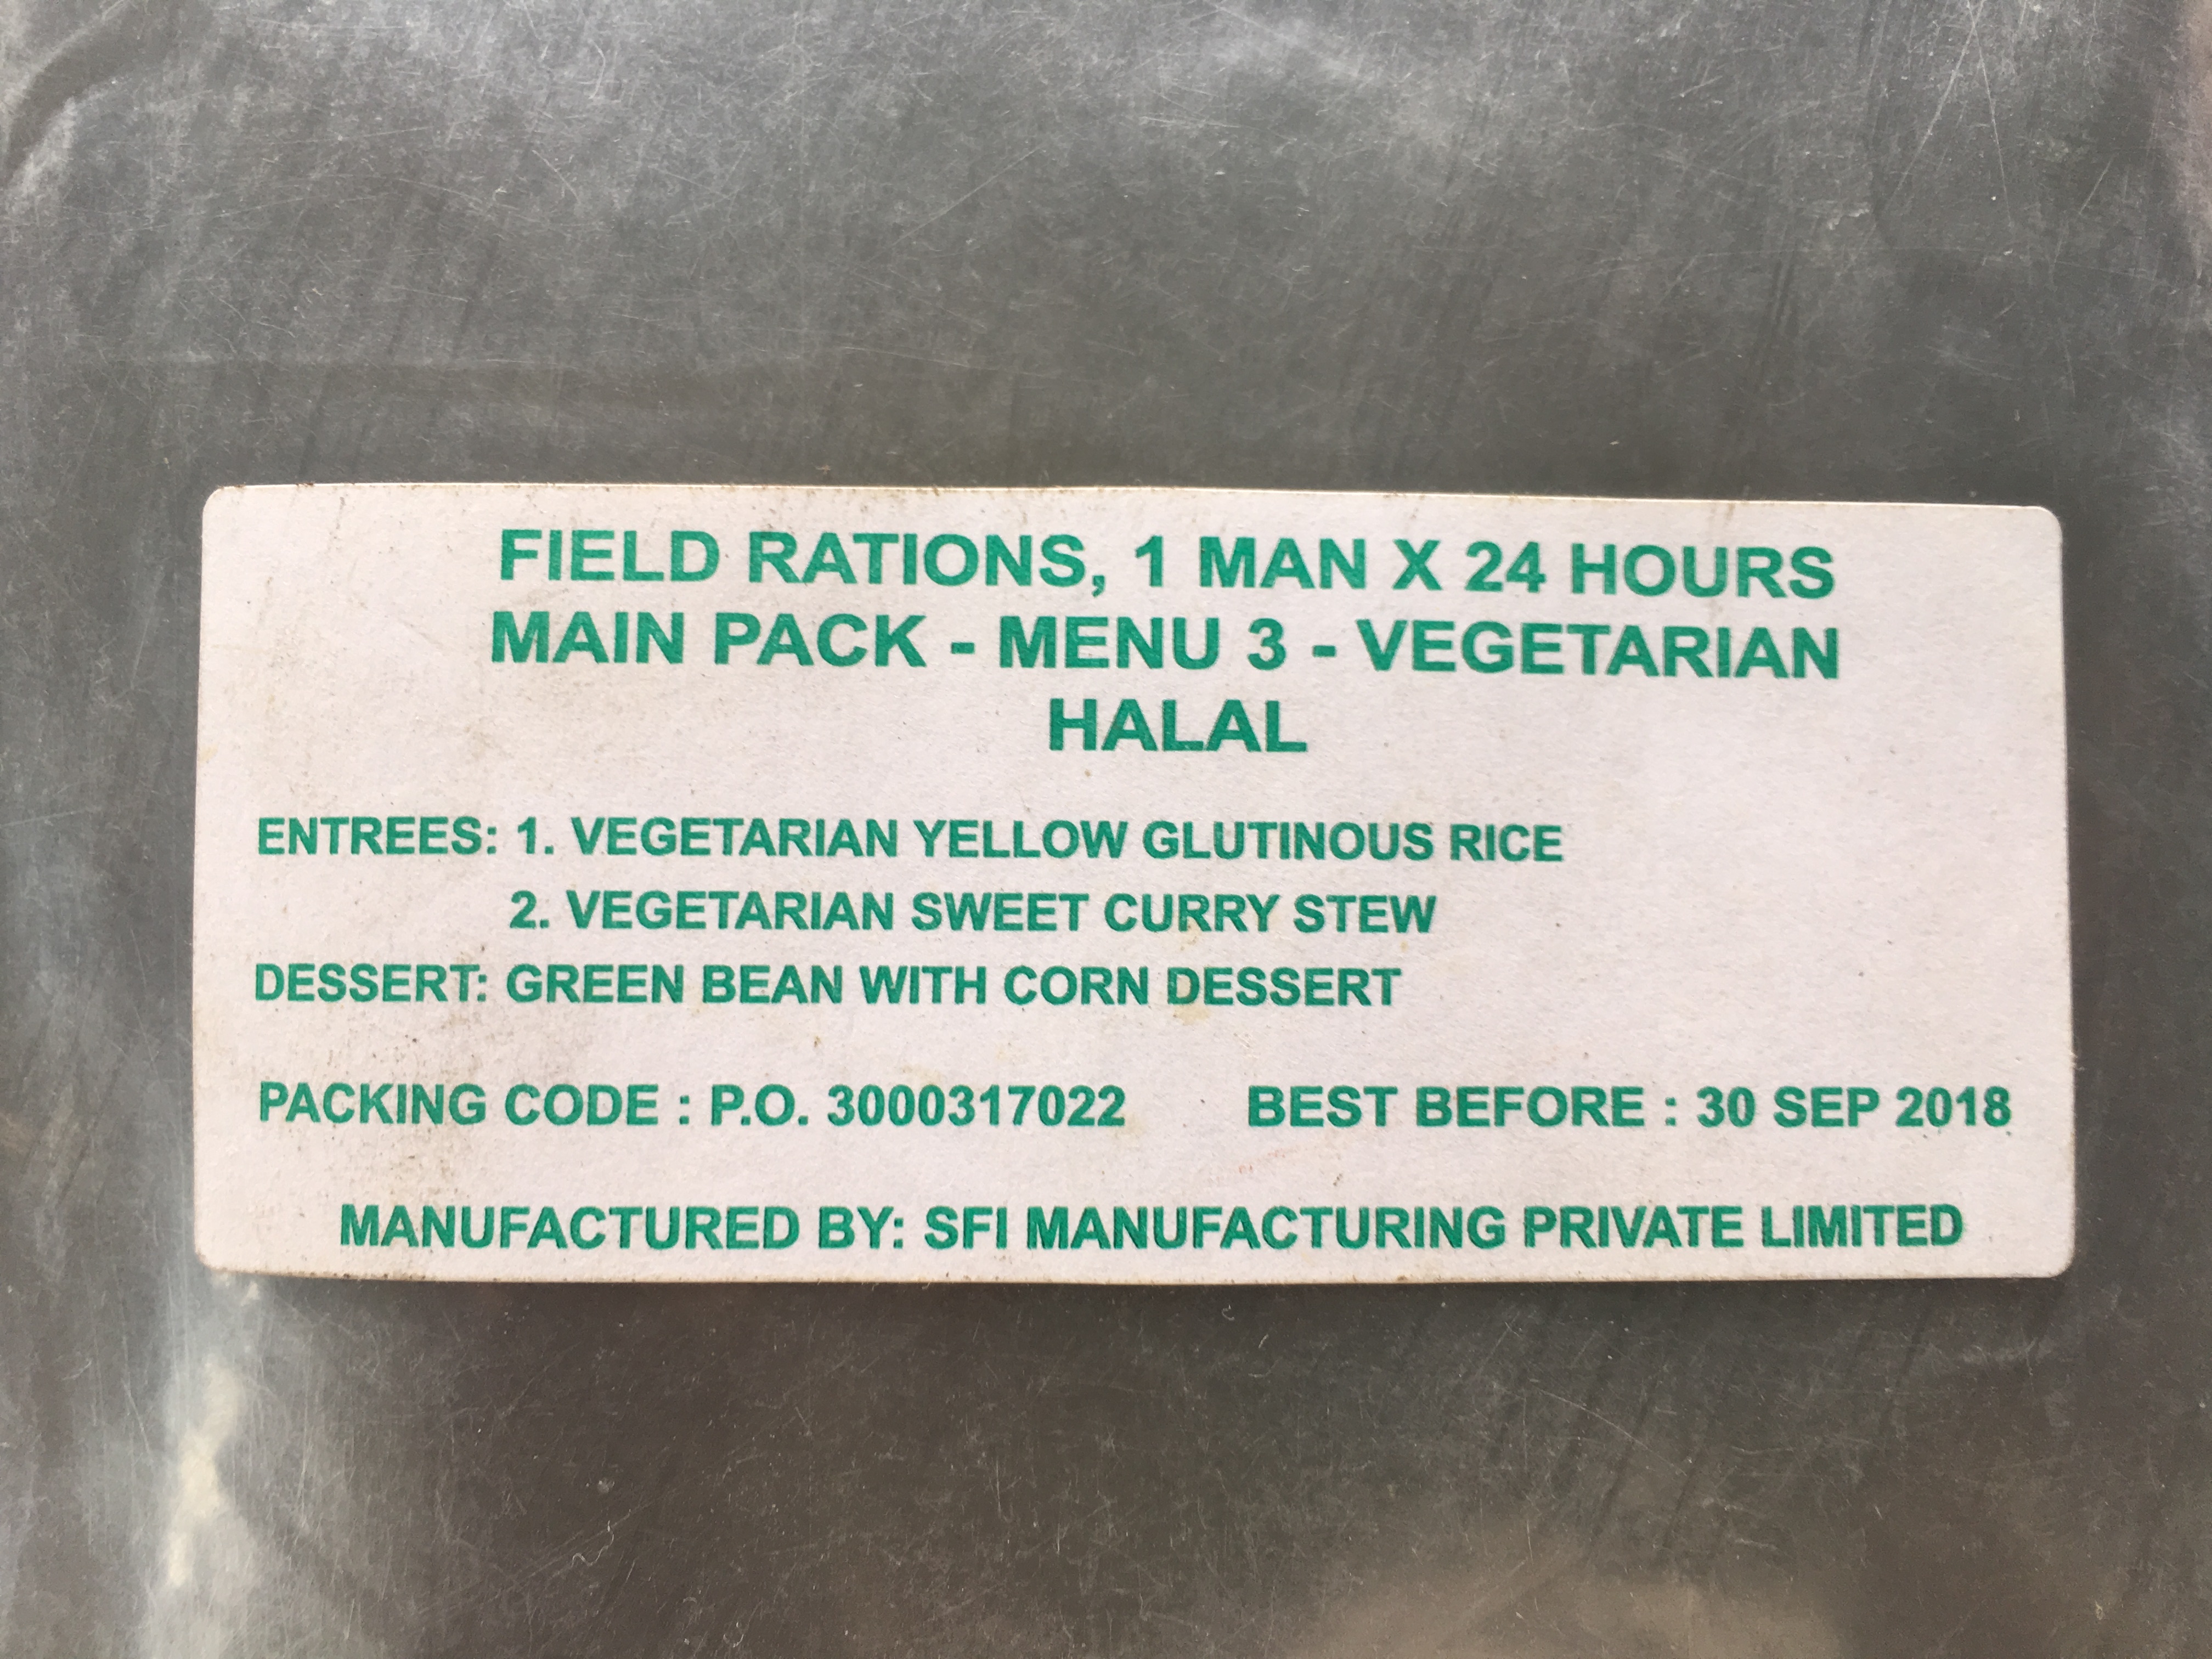 FIELD RATIONS, 1 MAN X 24 HOURS
MAIN PACK - MENU 3 - VEGETARIAN
HALAL
ENTREES: 1. VEGETARIAN YELLOW GLUTINOUS RICE
2. VEGETARIAN SWEET CURRY STEW
DESSERT: GREEN BEAN WITH CORN DESSERT
PACKING CODE : P.O. 3000317022 BEST BEFORE : 30 SEP 2018
MANUFACTURED BY: SFI MANUFACTURING PRIVATE LIMITED